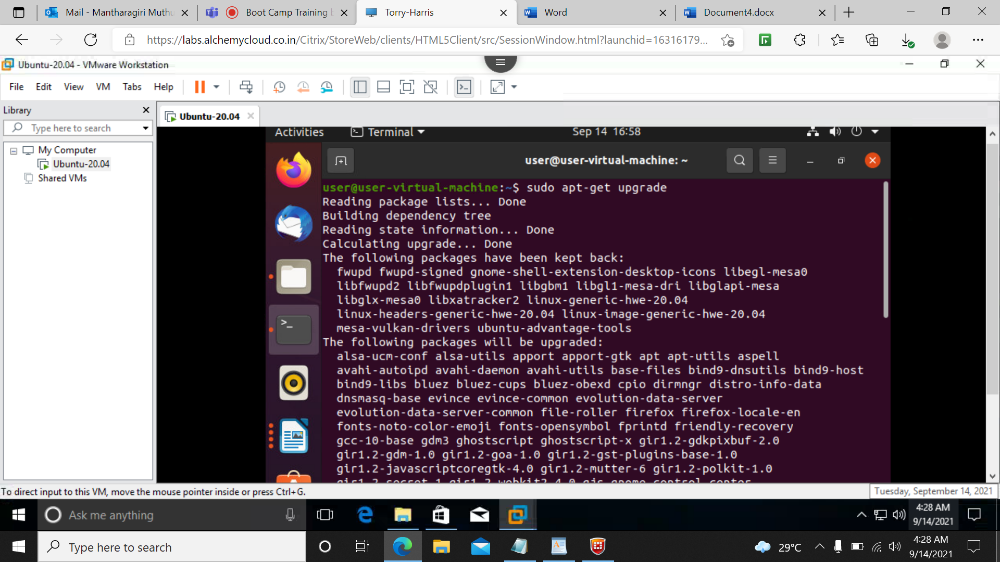 Mail - Mantharagiri Muthu
Boot Camp Training
Torry-Harris
Word
Document4.docx
https://labs.alchemycloud.co.in/Citrix/StoreWeb/clients/HTML5Client/src/SessionWindow.html?launchid=16316179...
Ubuntu-20.04 - VMware Workstation
File Edit View VM Tabs Help
Library
Type here to search
My Computer
Ubuntu-20.04
Shared VMs
Ubuntu-20.04
Activities Terminal Sep 14 16:58
user@user-virtual-machine: ~
user@user-virtual-machine:~$ sudo apt-get upgrade
Reading package lists... Done
Building dependency tree
Reading state information... Done
Calculating upgrade... Done
The following packages have been kept back:
fwupd fwupd-signed gnome-shell-extension-desktop-icons libegl-mesa0
libfwupd2 libfwupdplugin1 libgbm1 libgl1-mesa-dri libglapi-mesa
libglx-mesa0 libxatracker2 linux-generic-hwe-20.04
linux-headers-generic-hwe-20.04 linux-image-generic-hwe-20.04
mesa-vulkan-drivers ubuntu-advantage-tools
The following packages will be upgraded:
alsa-ucm-conf alsa-utils apport apport-gtk apt apt-utils aspell
avahi-autoipd avahi-daemon avahi-utils base-files bind9-dnsutils bind9-host
bind9-libs bluez bluez-cups bluez-obexd cpio dirmngr distro-info-data
dnsmasq-base evince evince-common evolution-data-server
evolution-data-server-common file-roller firefox firefox-locale-en
fonts-noto-color-emoji fonts-opensymbol fprintd friendly-recovery
gcc-10-base gdm3 ghostscript ghostscript-x gir1.2-gdkpixbuf-2.0
gir1.2-gdm-1.0 gir1.2-goa-1.0 gir1.2-gst-plugins-base-1.0
gir1.2-javascriptcoregtk-4.0 gir1.2-mutter-6 gir1.2-polkit-1.0
gir1.2-secret-1 gir1.2-webkit2-4.0 gjs gnome-control-center
To direct input to this VM, move the mouse pointer inside or press Ctrl+G.
Tuesday, September 14, 2021
Ask me anything
4:28 AM
9/14/2021
Type here to search
29°C
4:28 AM
9/14/2021